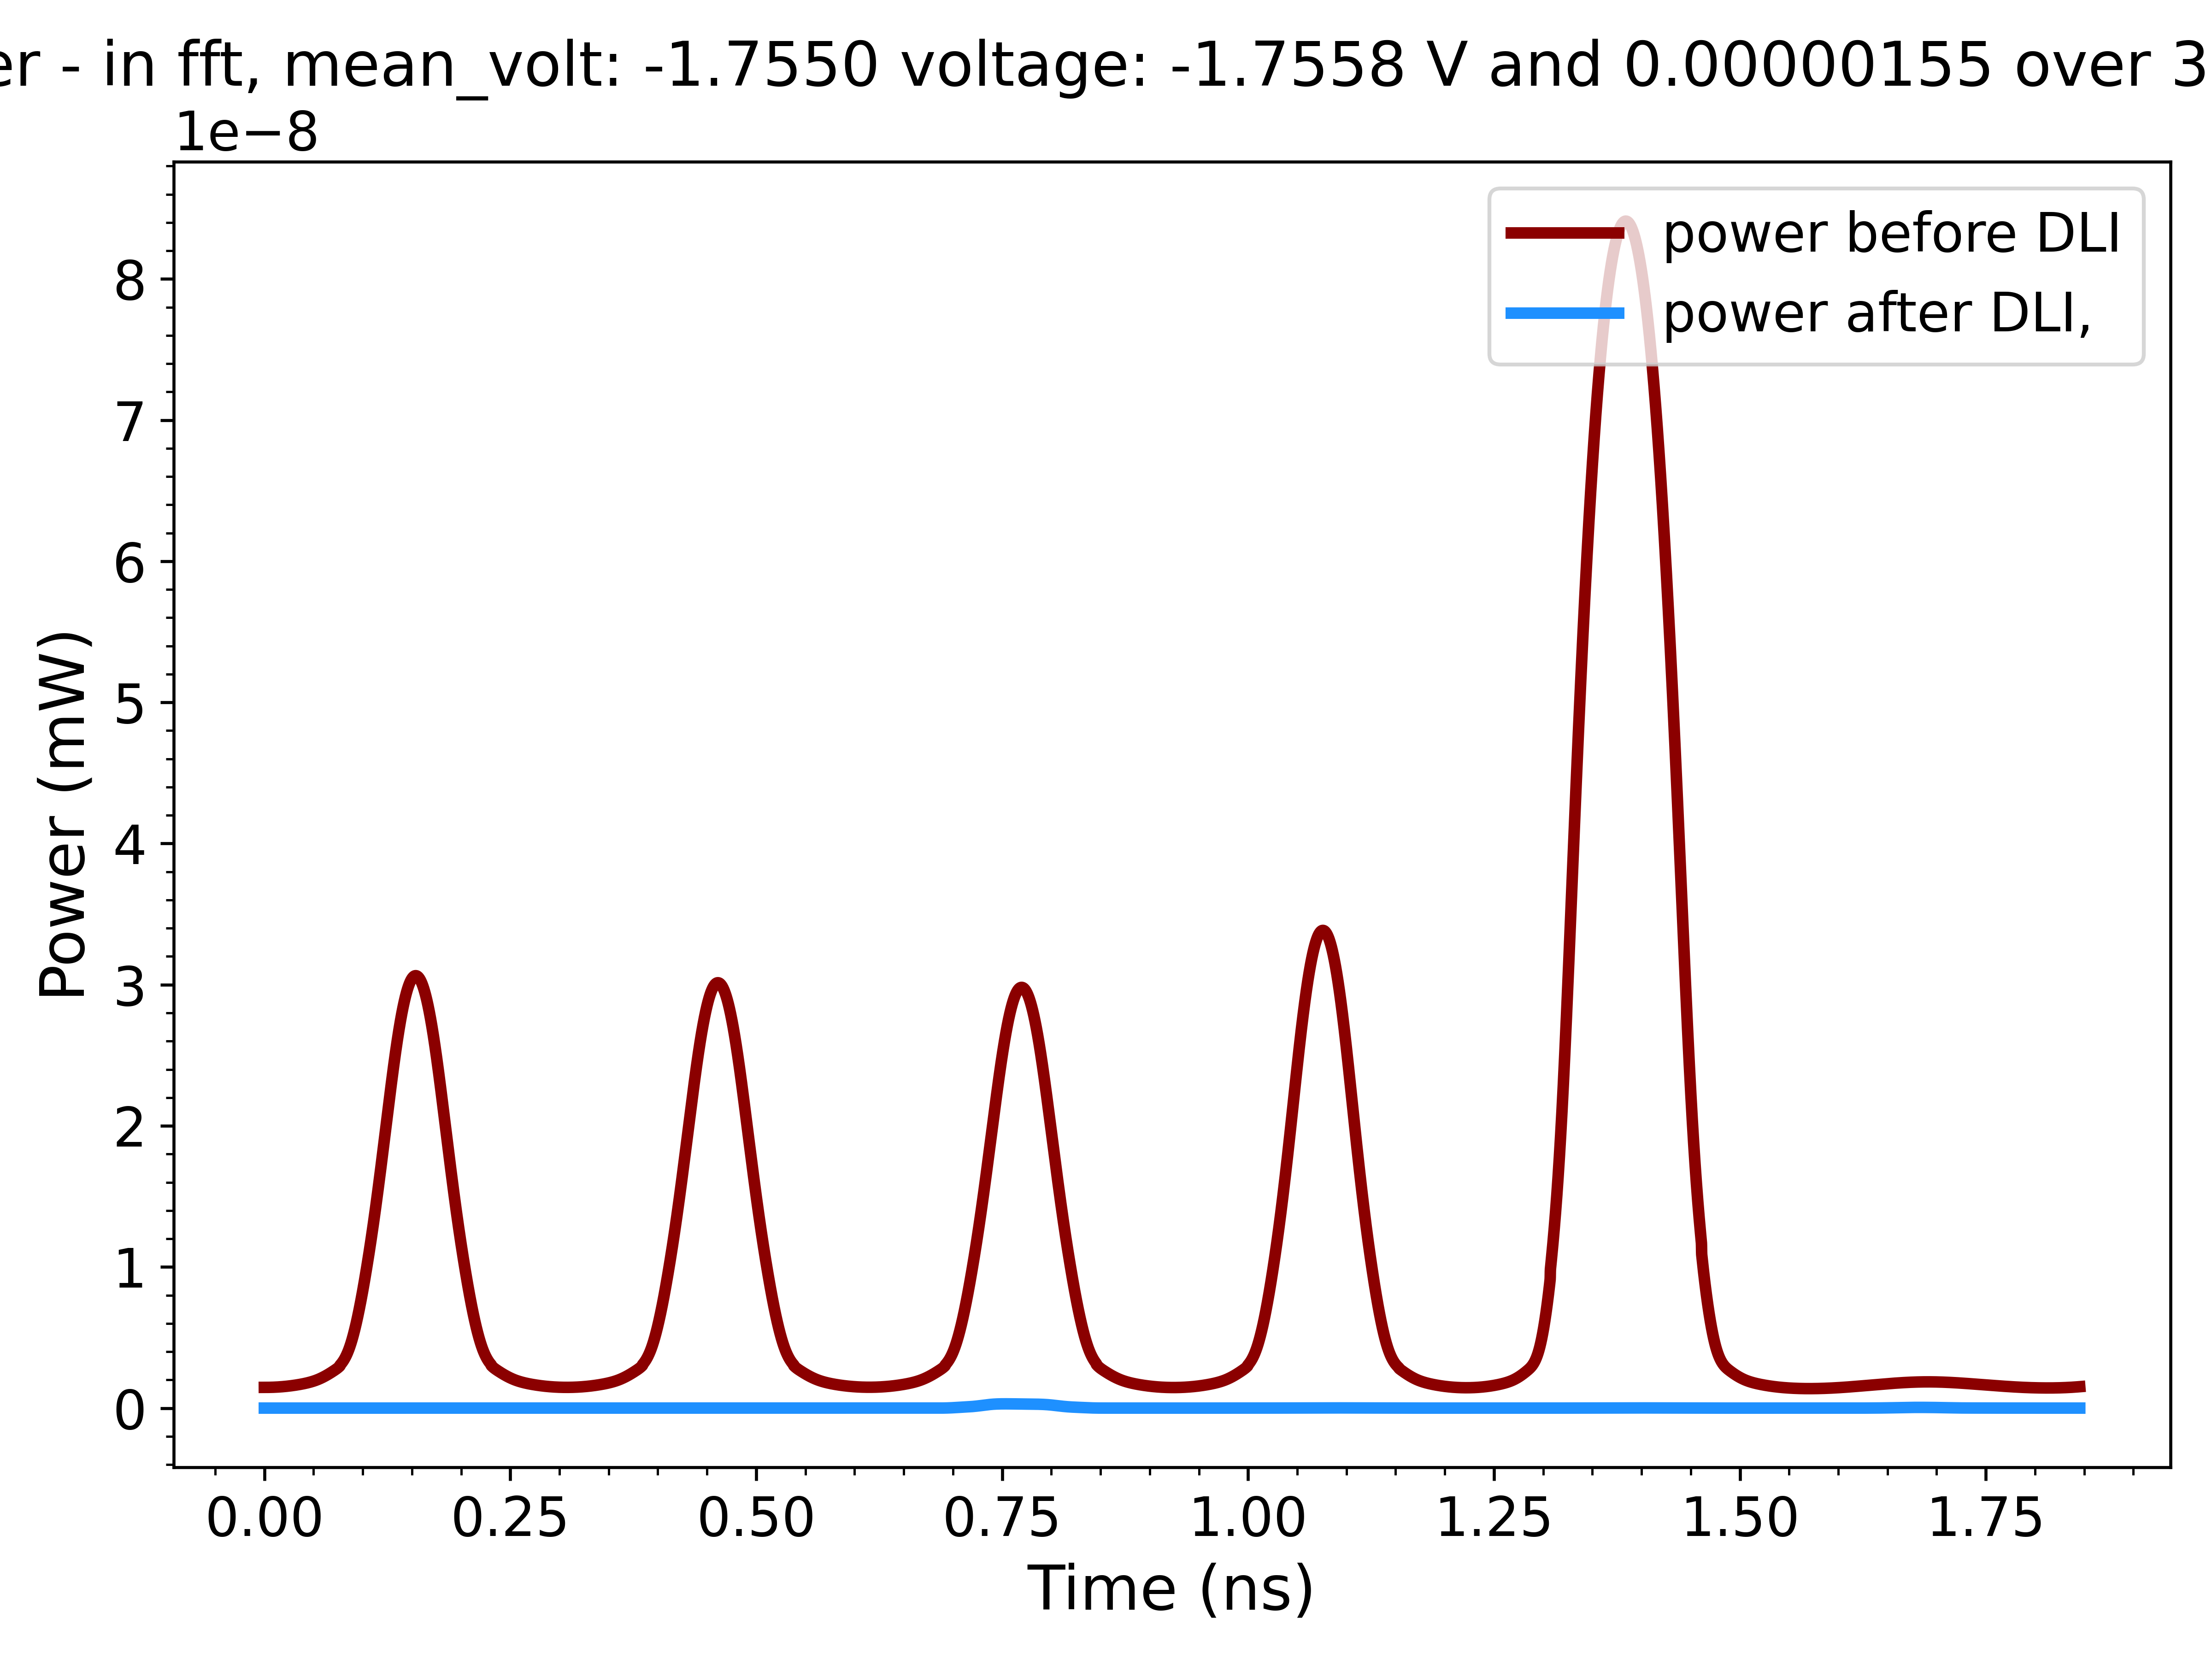 er - in fft, mean_volt: -1.7550 voltage: -1.7558 V and 0.00000155 over 3
1e−8
power before DLI
power after DLI,
8
7
6
5
4
3
2
1
0
Power (mW)
0.00 0.25 0.50 0.75 1.00 1.25 1.50 1.75
Time (ns)